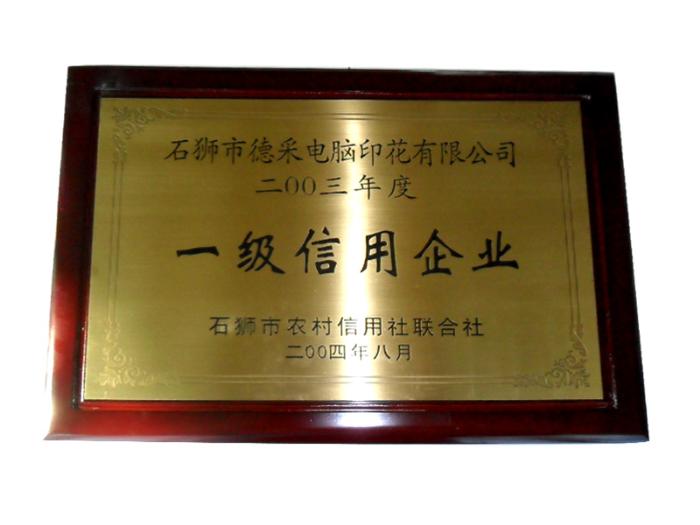 石狮市德采电脑印花有限公司
二00三年度
一级信用企业
石狮市农村信用社联合社
二00四年八月